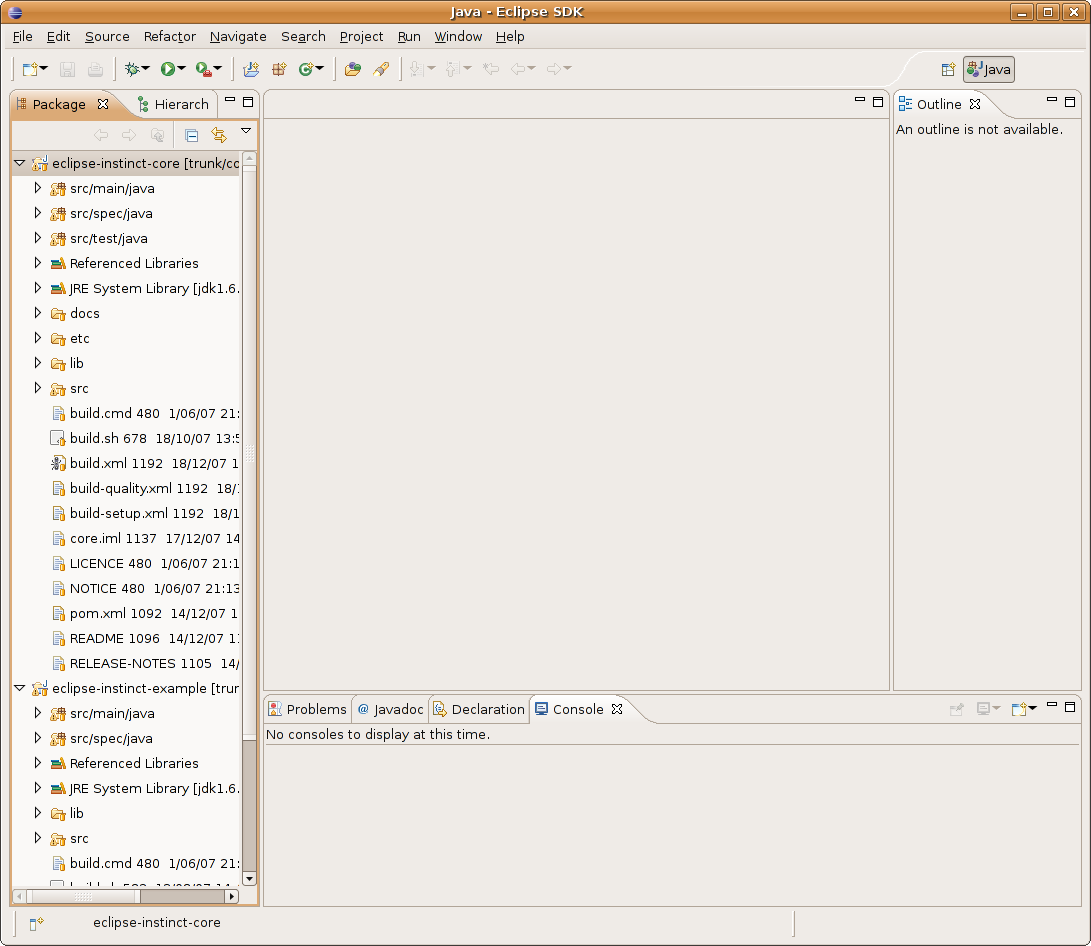 Java - Eclipse SDK
File Edit Source Refactor Navigate Search Project Run Window Help
Java
Package Hierarch
Outline
An outline is not available.
eclipse-instinct-core [trunk/co
src/main/java
src/spec/java
src/test/java
Referenced Libraries
JRE System Library [jdk1.6.
docs
etc
lib
src
build.cmd 480 1/06/07 21:
build.sh 678 18/10/07 13:5
build.xml 1192 18/12/07 1
build-quality.xml 1192 18/
build-setup.xml 1192 18/1
core.iml 1137 17/12/07 14
LICENCE 480 1/06/07 21:1
NOTICE 480 1/06/07 21:13
pom.xml 1092 14/12/07 1
README 1096 14/12/07 1
RELEASE-NOTES 1105 14/
eclipse-instinct-example [trun
src/main/java
src/spec/java
Referenced Libraries
JRE System Library [jdk1.6.
lib
src
build.cmd 480 1/06/07 21:
Problems @ Javadoc Declaration Console
No consoles to display at this time.
eclipse-instinct-core